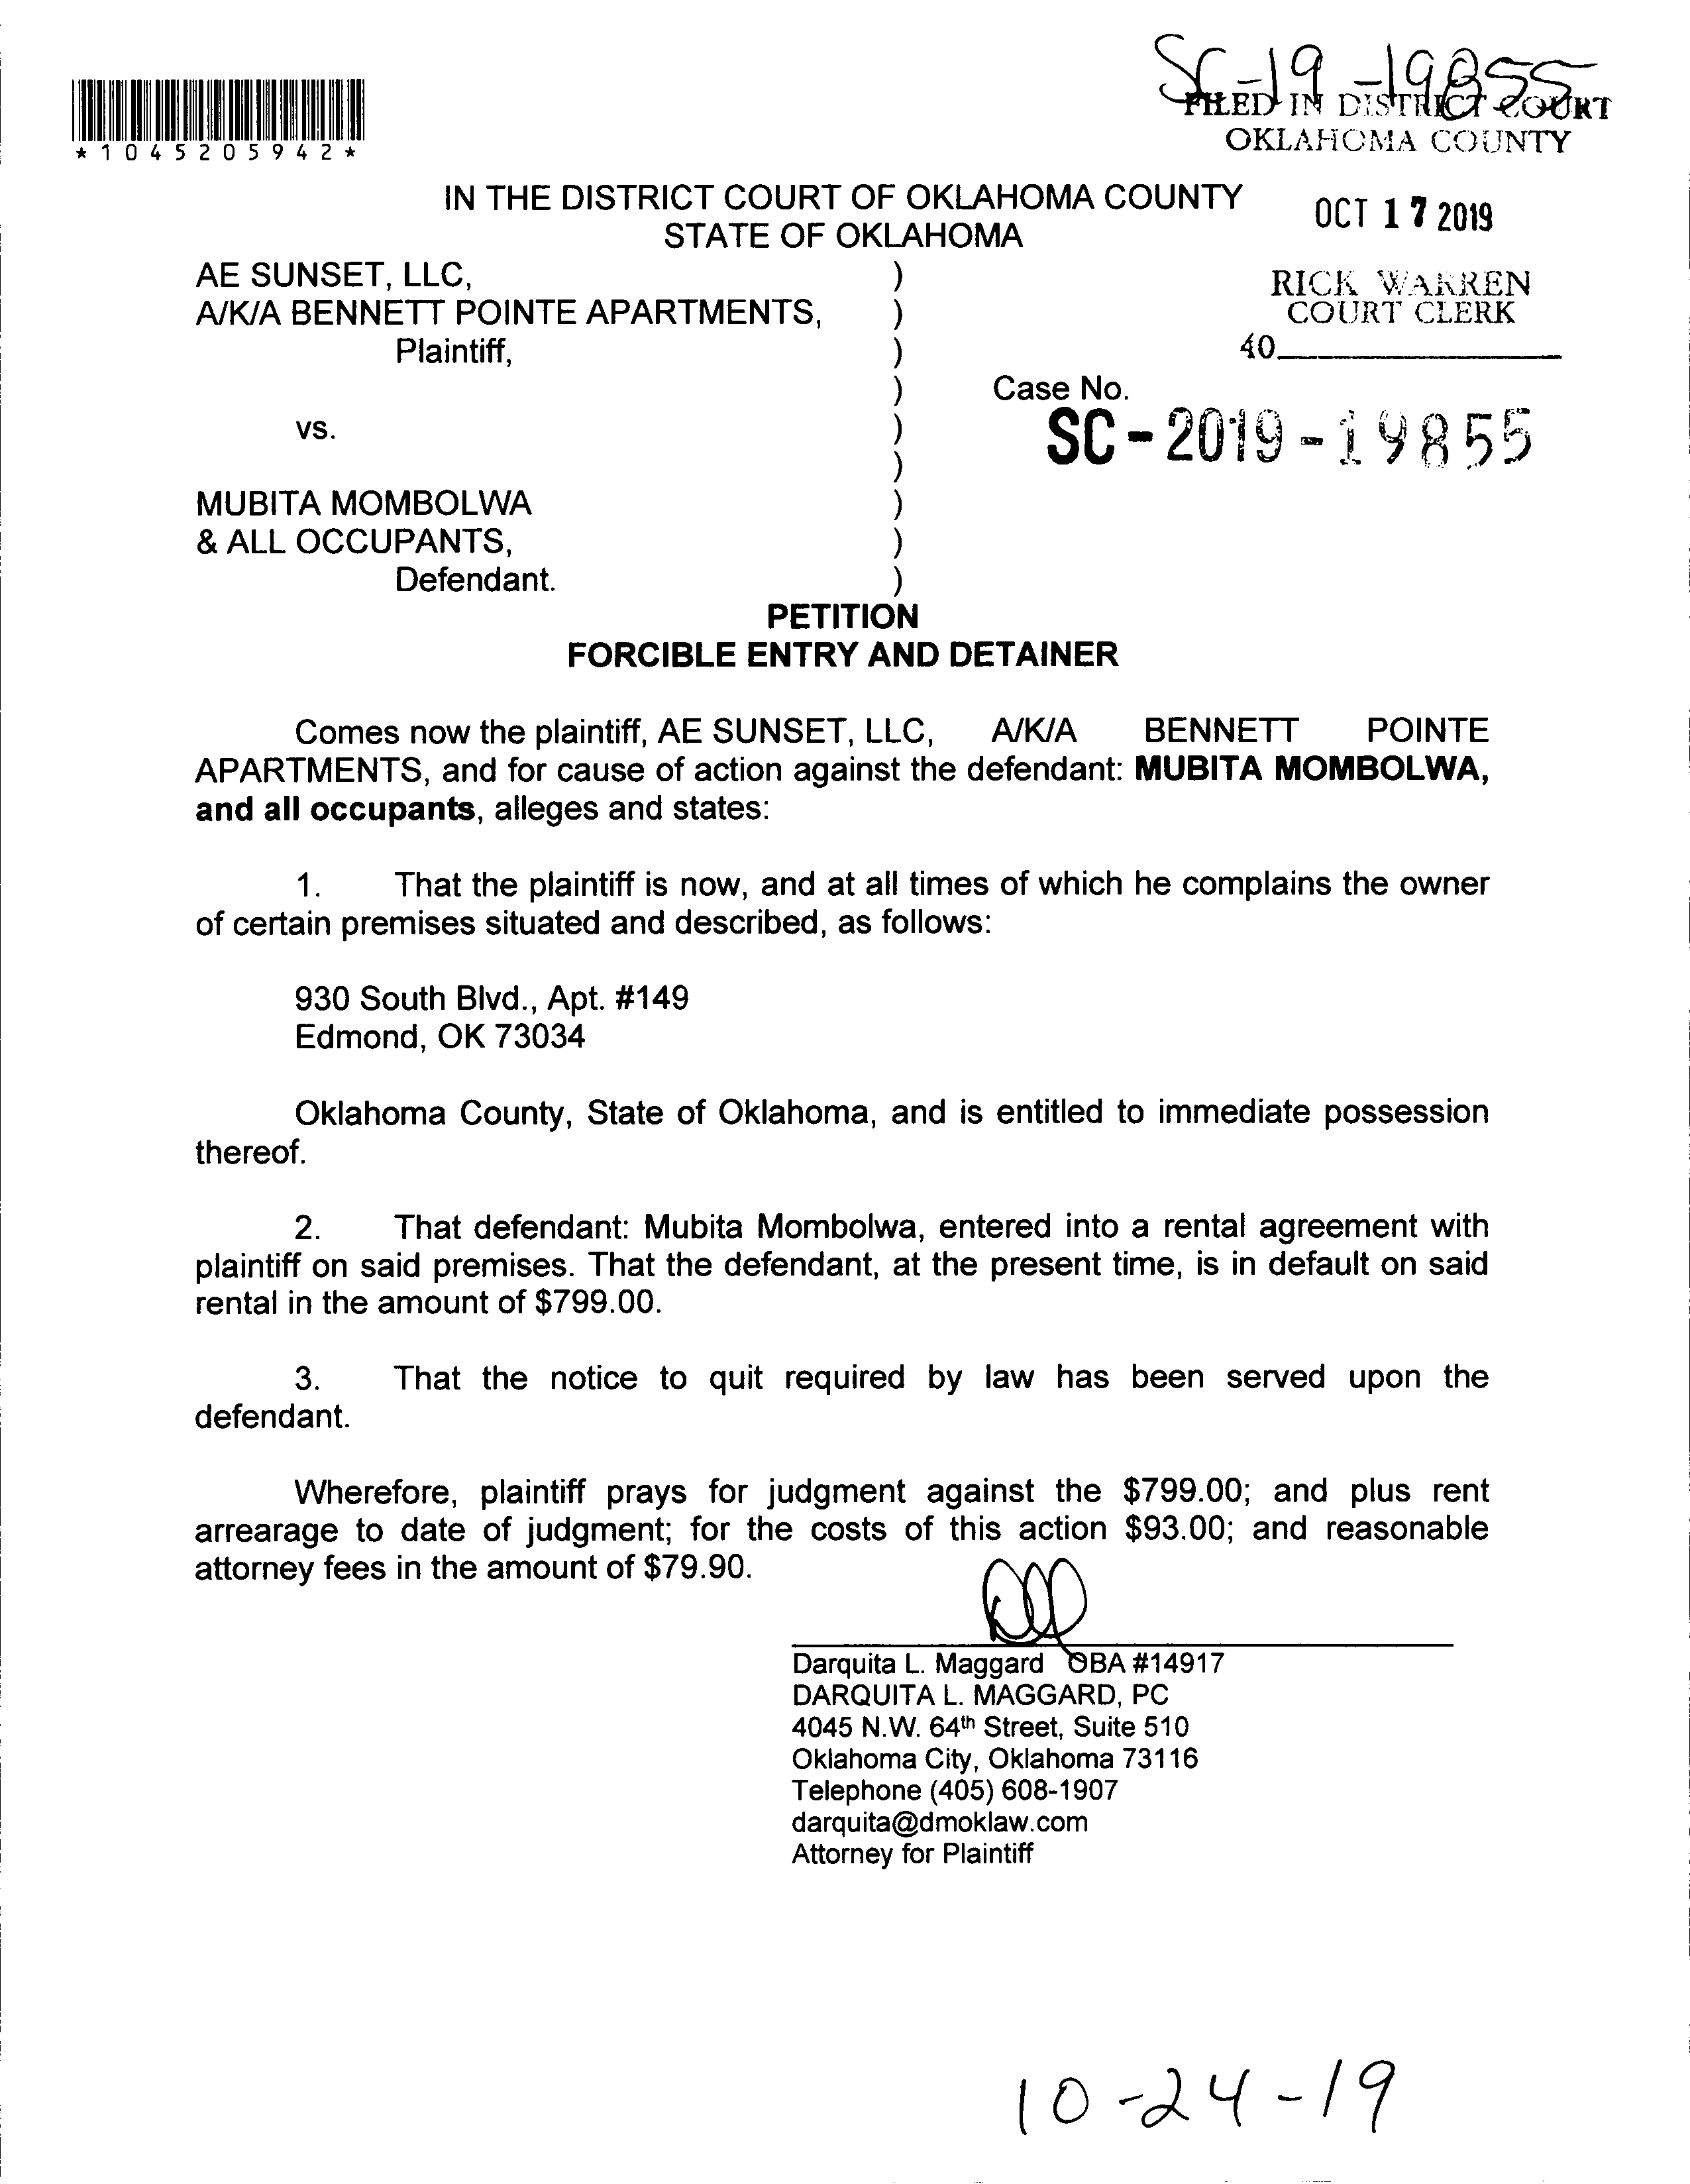 SC-19-19855
*1045205942*
FILED IN DISTRICT COURT
OKLAHOMA COUNTY
IN THE DISTRICT COURT OF OKLAHOMA COUNTY
STATE OF OKLAHOMA
OCT 17 2019
RICK WARREN
COURT CLERK
40
AE SUNSET, LLC, )
A/K/A BENNETT POINTE APARTMENTS, )
Plaintiff, )
) Case No.
vs. ) SC-2019-19855
)
MUBITA MOMBOLWA )
& ALL OCCUPANTS, )
Defendant. )
PETITION
FORCIBLE ENTRY AND DETAINER
Comes now the plaintiff, AE SUNSET, LLC, A/K/A BENNETT POINTE
APARTMENTS, and for cause of action against the defendant: MUBITA MOMBOLWA,
and all occupants, alleges and states:
1. That the plaintiff is now, and at all times of which he complains the owner
of certain premises situated and described, as follows:
930 South Blvd., Apt. #149
Edmond, OK 73034
Oklahoma County, State of Oklahoma, and is entitled to immediate possession
thereof.
2. That defendant: Mubita Mombolwa, entered into a rental agreement with
plaintiff on said premises. That the defendant, at the present time, is in default on said
rental in the amount of $799.00.
3. That the notice to quit required by law has been served upon the
defendant.
Wherefore, plaintiff prays for judgment against the $799.00; and plus rent
arrearage to date of judgment; for the costs of this action $93.00; and reasonable
attorney fees in the amount of $79.90.
Darquita L. Maggard OBA #14917
DARQUITA L. MAGGARD, PC
4045 N.W. 64th Street, Suite 510
Oklahoma City, Oklahoma 73116
Telephone (405) 608-1907
darquita@dmoklaw.com
Attorney for Plaintiff
10-24-19